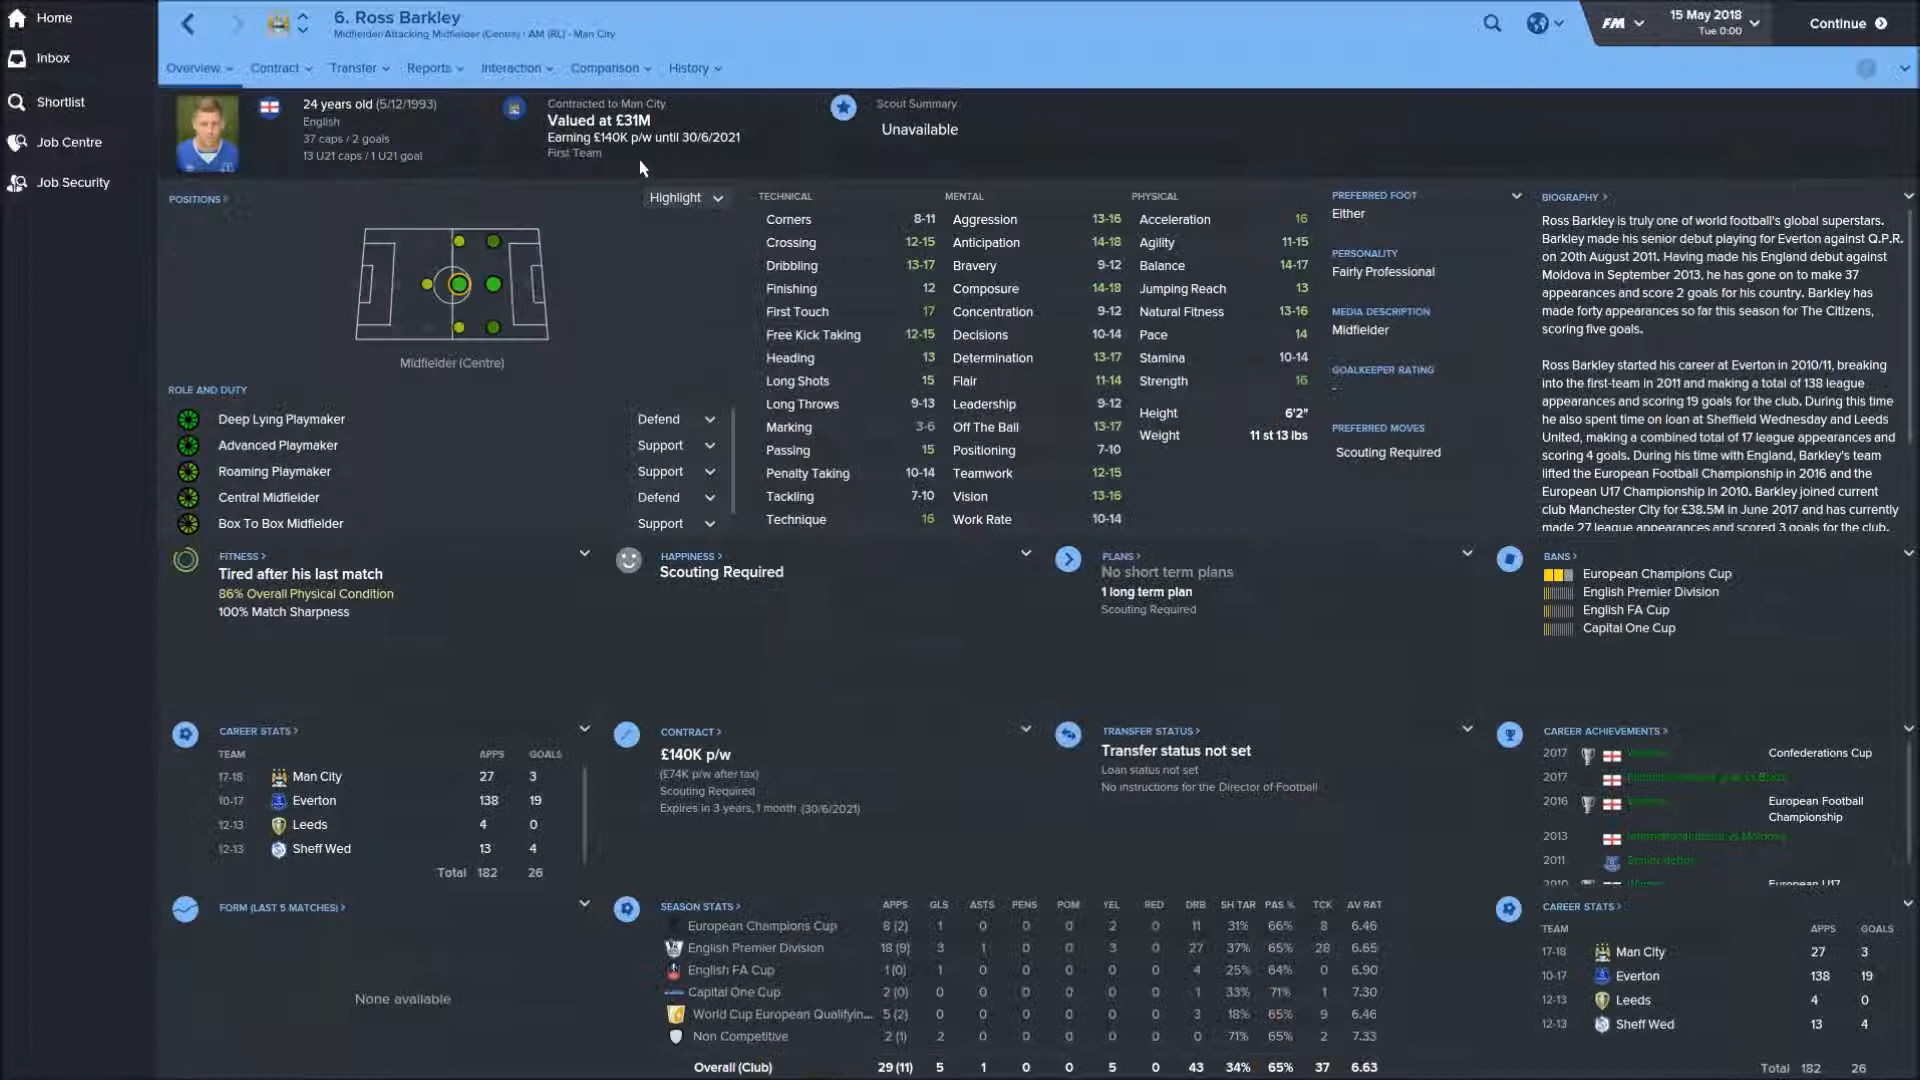 Home
Inbox
Shortlist
Job Centre
Job Security
6. Ross Barkley
Midfielder/Attacking Midfielder (Centre) : AM (RL) - Man City
FM
15 May 2018
Tue 0:00
Continue
Overview
Contract
Transfer
Reports
Interaction
Comparison
History
24 years old (5/12/1993)
English
37 caps / 2 goals
13 U21 caps / 1 U21 goal
Contracted to Man City
Valued at £31M
Earning £140K p/w until 30/6/2021
First Team
Scout Summary
Unavailable
POSITIONS
Highlight
Midfielder (Centre)
ROLE AND DUTY
Deep Lying Playmaker Defend
Advanced Playmaker Support
Roaming Playmaker Support
Central Midfielder Defend
Box To Box Midfielder Support
TECHNICAL
Corners 8-11
Crossing 12-15
Dribbling 13-17
Finishing 12
First Touch 17
Free Kick Taking 12-15
Heading 13
Long Shots 15
Long Throws 9-13
Marking 3-6
Passing 15
Penalty Taking 10-14
Tackling 7-10
Technique 16
MENTAL
Aggression 13-16
Anticipation 14-18
Bravery 9-12
Composure 14-18
Concentration 9-12
Decisions 10-14
Determination 13-17
Flair 11-14
Leadership 9-12
Off The Ball 13-17
Positioning 7-10
Teamwork 12-15
Vision 13-16
Work Rate 10-14
PHYSICAL
Acceleration 16
Agility 11-15
Balance 14-17
Jumping Reach 13
Natural Fitness 13-16
Pace 14
Stamina 10-14
Strength 16
Height 6'2"
Weight 11 st 13 lbs
PREFERRED FOOT
Either
PERSONALITY
Fairly Professional
MEDIA DESCRIPTION
Midfielder
GOALKEEPER RATING
-
PREFERRED MOVES
Scouting Required
BIOGRAPHY
Ross Barkley is truly one of world football's global superstars.
Barkley made his senior debut playing for Everton against Q.P.R.
on 20th August 2011. Having made his England debut against
Moldova in September 2013, he has gone on to make 37
appearances and score 2 goals for his country. Barkley has
made forty appearances so far this season for The Citizens,
scoring five goals.
Ross Barkley started his career at Everton in 2010/11, breaking
into the first-team in 2011 and making a total of 138 league
appearances and scoring 19 goals for the club. During this time
he also spent time on loan at Sheffield Wednesday and Leeds
United, making a combined total of 17 league appearances and
scoring 4 goals. During his time with England, Barkley's team
lifted the European Football Championship in 2016 and the
European U17 Championship in 2010. Barkley joined current
club Manchester City for £38.5M in June 2017 and has currently
made 27 league appearances and scored 3 goals for the club.
FITNESS
Tired after his last match
86% Overall Physical Condition
100% Match Sharpness
HAPPINESS
Scouting Required
PLANS
No short term plans
1 long term plan
Scouting Required
BANS
European Champions Cup
English Premier Division
English FA Cup
Capital One Cup
CAREER STATS
TEAM APPS GOALS
17-18 Man City 27 3
10-17 Everton 138 19
12-13 Leeds 4 0
12-13 Sheff Wed 13 4
Total 182 26
CONTRACT
£140K p/w
(£74K p/w after tax)
Scouting Required
Expires in 3 years, 1 month (30/6/2021)
TRANSFER STATUS
Transfer status not set
Loan status not set
No instructions for the Director of Football
CAREER ACHIEVEMENTS
2017 Confederations Cup
2017
2016 European Football
Championship
2013
2011
2010 European U17
FORM (LAST 5 MATCHES)
None available
SEASON STATS APPS GLS ASTS PENS POM YEL RED DRB SH TAR PAS % TCK AV RAT
European Champions Cup 8 (2) 1 0 0 0 2 0 11 31% 66% 8 6.46
English Premier Division 18 (9) 3 1 0 0 3 0 27 37% 65% 28 6.65
English FA Cup 1 (0) 1 0 0 0 0 0 4 25% 64% 0 6.90
Capital One Cup 2 (0) 0 0 0 0 0 0 1 33% 71% 1 7.30
World Cup European Qualifyin... 5 (2) 0 0 0 0 0 0 3 18% 65% 9 6.46
Non Competitive 2 (1) 2 0 0 0 0 0 0 71% 65% 2 7.33
Overall (Club) 29 (11) 5 1 0 0 5 0 43 34% 65% 37 6.63
CAREER STATS
TEAM APPS GOALS
17-18 Man City 27 3
10-17 Everton 138 19
12-13 Leeds 4 0
12-13 Sheff Wed 13 4
Total 182 26